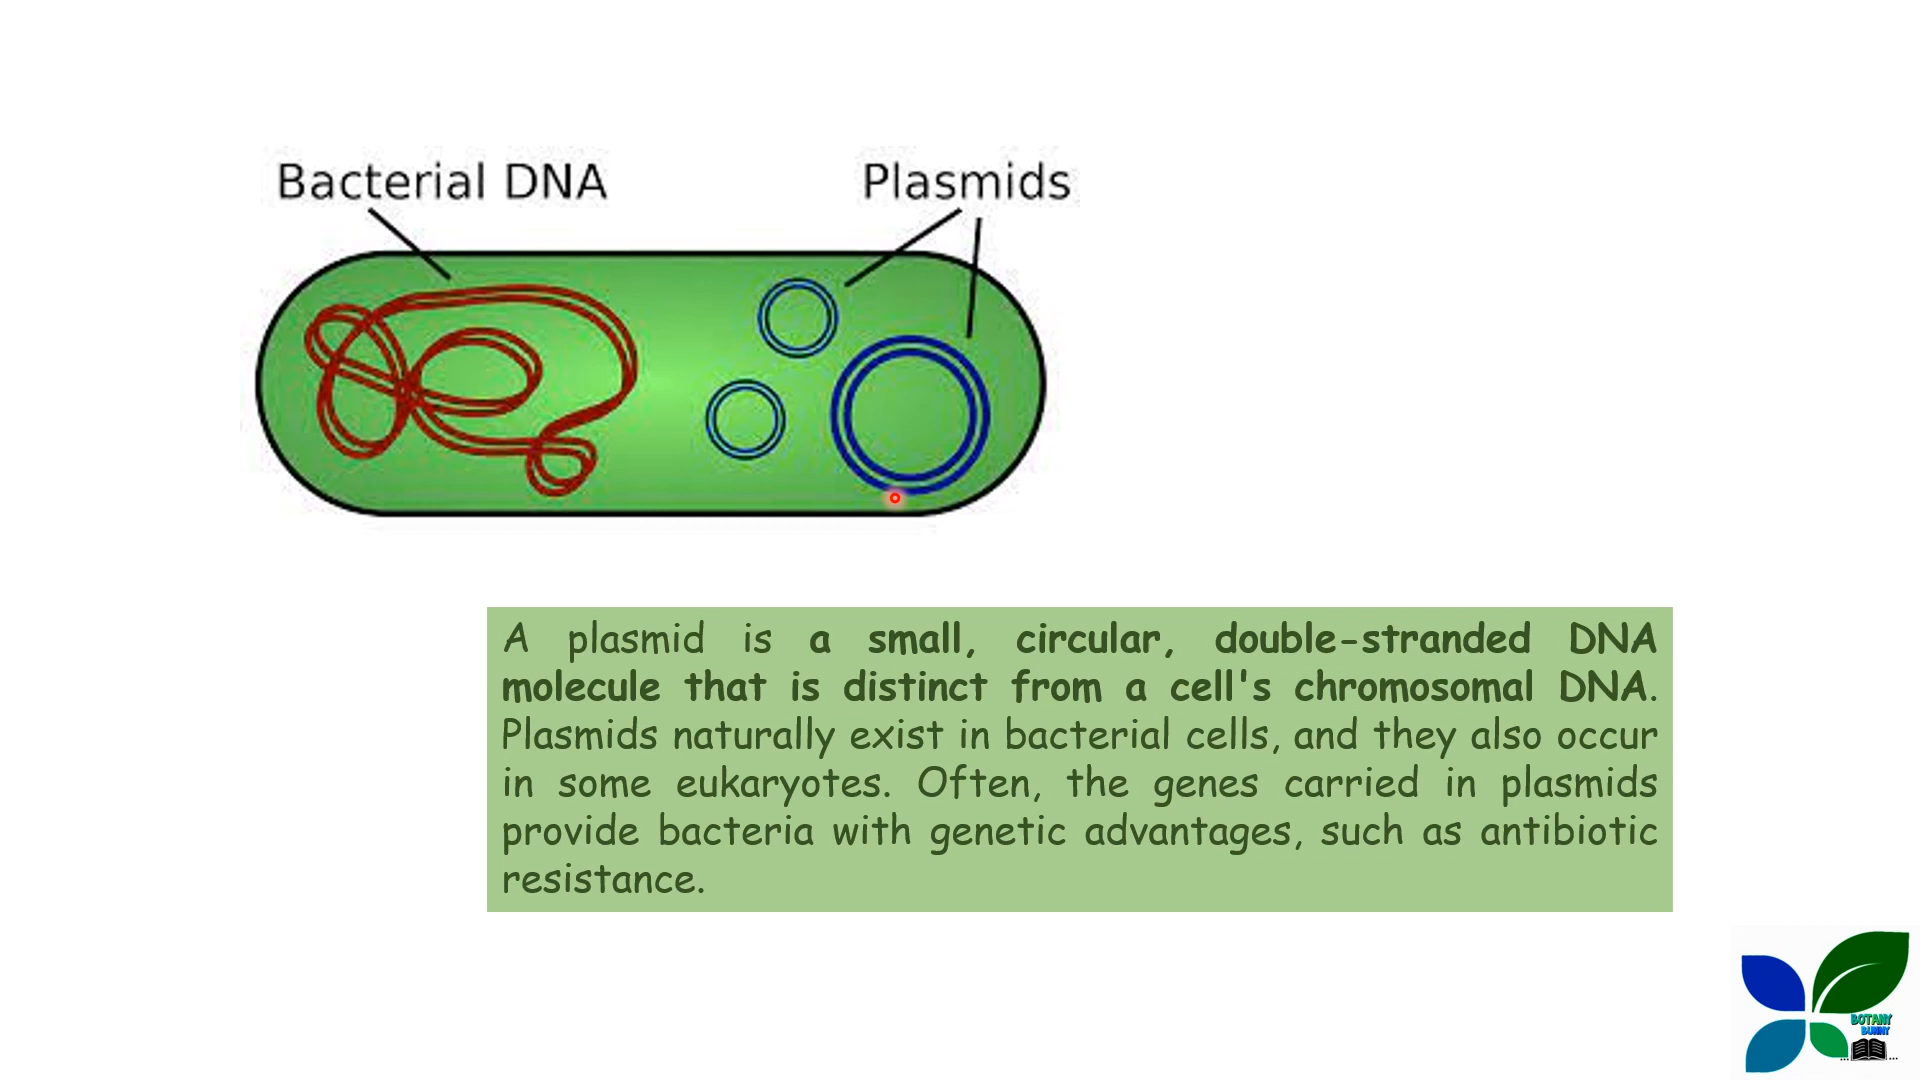 Bacterial DNA
Plasmids
A plasmid is a small, circular, double-stranded DNA
molecule that is distinct from a cell's chromosomal DNA.
Plasmids naturally exist in bacterial cells, and they also occur
in some eukaryotes. Often, the genes carried in plasmids
provide bacteria with genetic advantages, such as antibiotic
resistance.
BOTANY
BUNNY